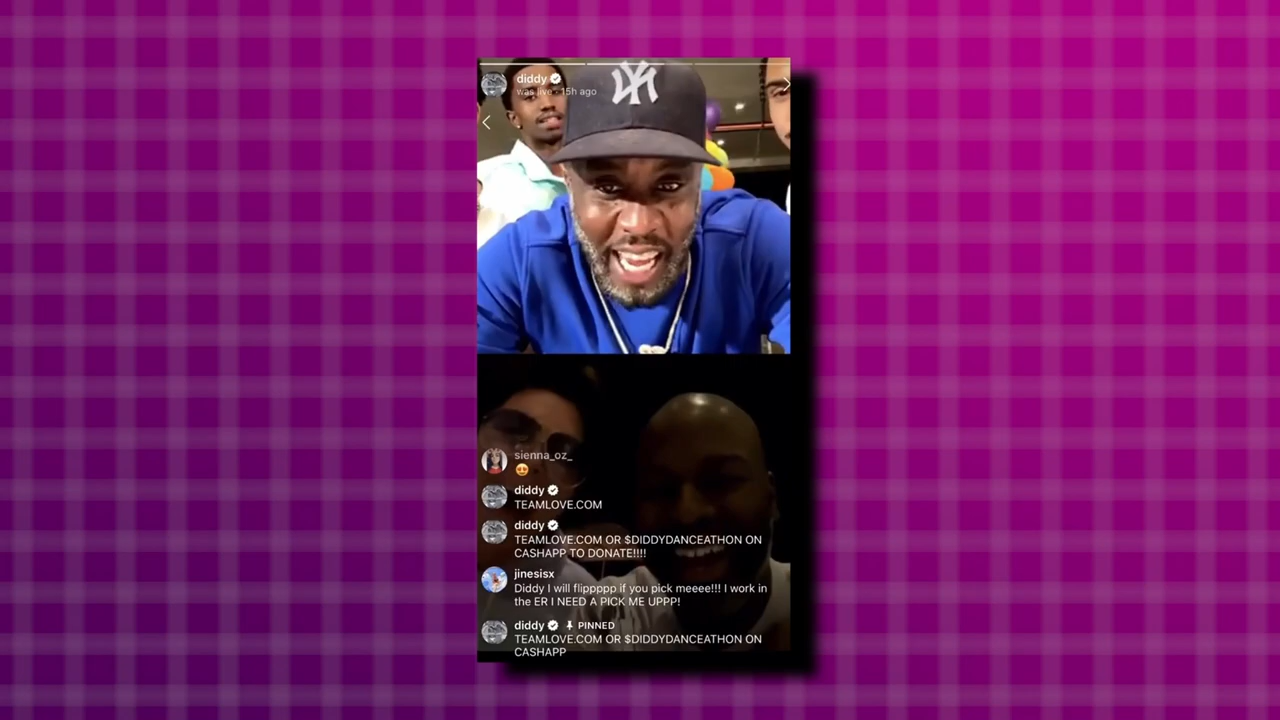 diddy
was live · 15h ago
NY
sienna_oz_
😍
diddy
TEAMLOVE.COM
diddy
TEAMLOVE.COM OR $DIDDYDANCEATHON ON
CASHAPP TO DONATE!!!!
jinesisx
Diddy I will flippppp if you pick meeee!!! I work in
the ER I NEED A PICK ME UPPP!
diddy PINNED
TEAMLOVE.COM OR $DIDDYDANCEATHON ON
CASHAPP